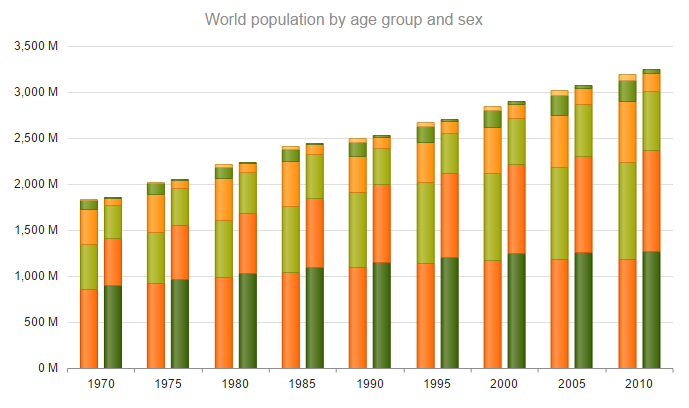 World population by age group and sex
3,500 M
3,000 M
2,500 M
2,000 M
1,500 M
1,000 M
500 M
0 M
1970 1975 1980 1985 1990 1995 2000 2005 2010